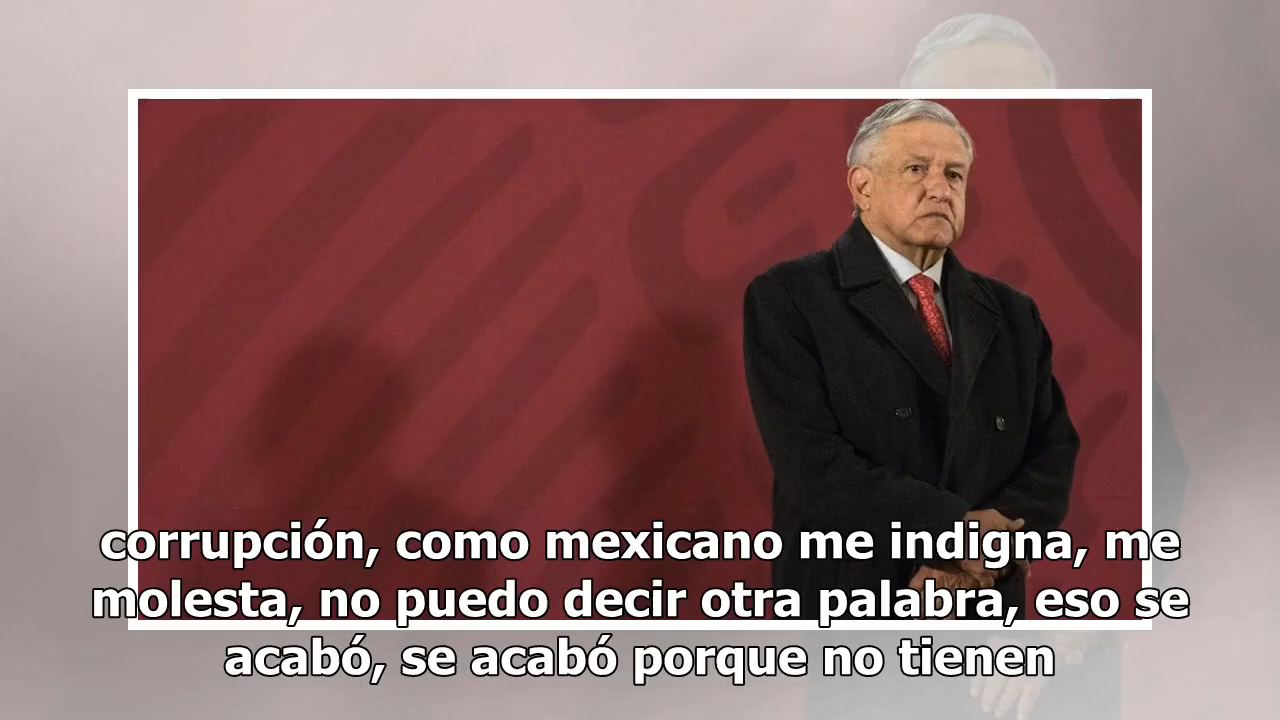 corrupción, como mexicano me indigna, me
molesta, no puedo decir otra palabra, eso se
acabó, se acabó porque no tienen